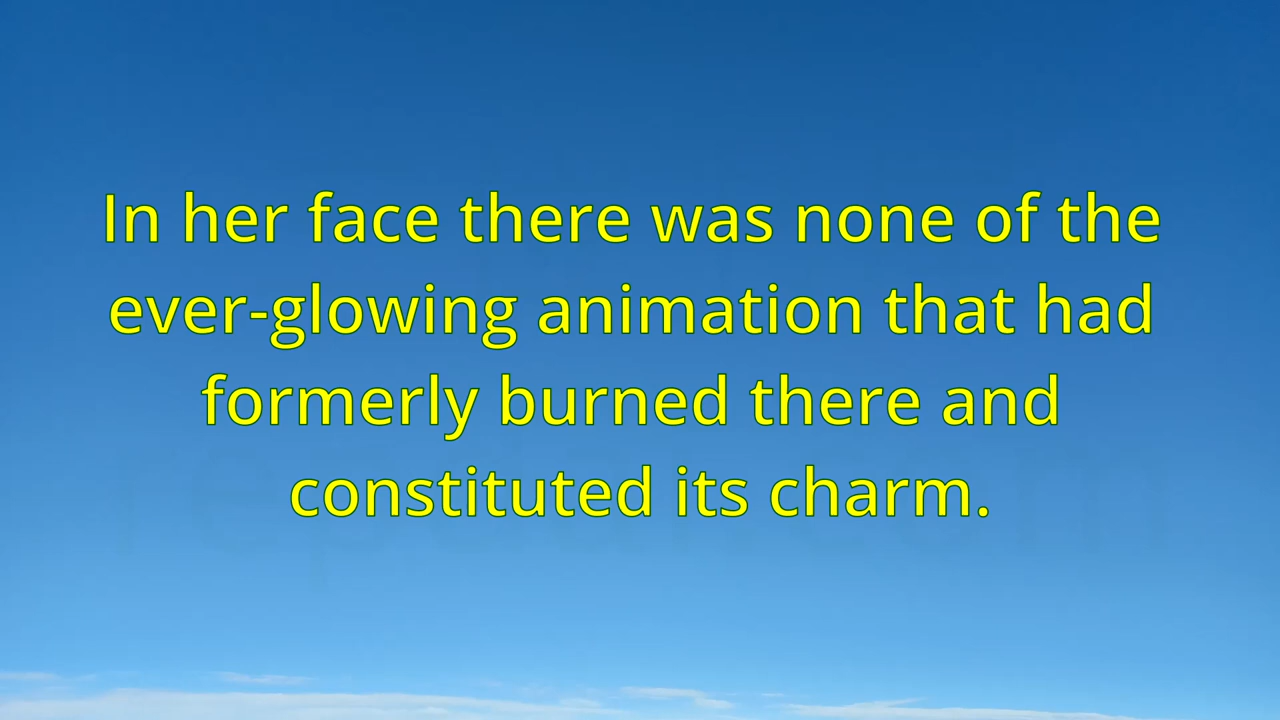 In her face there was none of the
ever-glowing animation that had
formerly burned there and
constituted its charm.